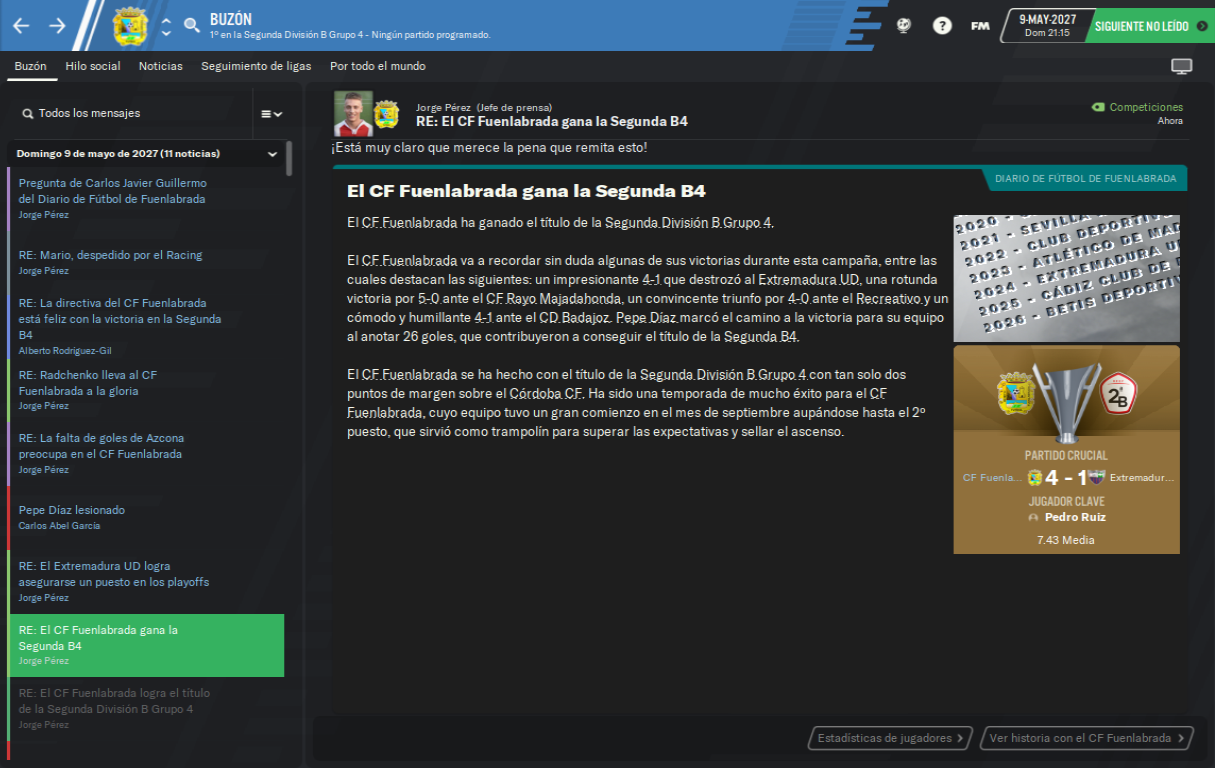 BUZÓN
1º en la Segunda División B Grupo 4 - Ningún partido programado.
?
FM
9-MAY-2027
Dom 21:15
SIGUIENTE NO LEÍDO
Buzón
Hilo social
Noticias
Seguimiento de ligas
Por todo el mundo
Todos los mensajes
Domingo 9 de mayo de 2027 (11 noticias)
Pregunta de Carlos Javier Guillermo
del Diario de Fútbol de Fuenlabrada
Jorge Pérez
RE: Mario, despedido por el Racing
Jorge Pérez
RE: La directiva del CF Fuenlabrada
está feliz con la victoria en la Segunda
B4
Alberto Rodríguez-Gil
RE: Radchenko lleva al CF
Fuenlabrada a la gloria
Jorge Pérez
RE: La falta de goles de Azcona
preocupa en el CF Fuenlabrada
Jorge Pérez
Pepe Díaz lesionado
Carlos Abel García
RE: El Extremadura UD logra
asegurarse un puesto en los playoffs
Jorge Pérez
RE: El CF Fuenlabrada gana la
Segunda B4
Jorge Pérez
RE: El CF Fuenlabrada logra el título
de la Segunda División B Grupo 4
Jorge Pérez
Jorge Pérez (Jefe de prensa)
RE: El CF Fuenlabrada gana la Segunda B4
Competiciones
Ahora
¡Está muy claro que merece la pena que remita esto!
DIARIO DE FÚTBOL DE FUENLABRADA
El CF Fuenlabrada gana la Segunda B4
El CF Fuenlabrada ha ganado el título de la Segunda División B Grupo 4.
El CF Fuenlabrada va a recordar sin duda algunas de sus victorias durante esta campaña, entre las
cuales destacan las siguientes: un impresionante 4-1 que destrozó al Extremadura UD, una rotunda
victoria por 5-0 ante el CF Rayo Majadahonda, un convincente triunfo por 4-0 ante el Recreativo y un
cómodo y humillante 4-1 ante el CD Badajoz. Pepe Díaz marcó el camino a la victoria para su equipo
al anotar 26 goles, que contribuyeron a conseguir el título de la Segunda B4.
El CF Fuenlabrada se ha hecho con el título de la Segunda División B Grupo 4 con tan solo dos
puntos de margen sobre el Córdoba CF. Ha sido una temporada de mucho éxito para el CF
Fuenlabrada, cuyo equipo tuvo un gran comienzo en el mes de septiembre aupándose hasta el 2º
puesto, que sirvió como trampolín para superar las expectativas y sellar el ascenso.
2020 - SEVILLA
2021 - CLUB DEPORTIV
2022 - ATLÉTICO DE MAD
2023 - EXTREMADURA U
2024 - CÁDIZ CLUB DE
2025 - BETIS DEPORTIV
2026 -
2B
PARTIDO CRUCIAL
CF Fuenla... 4 - 1 Extremadur...
JUGADOR CLAVE
Pedro Ruiz
7.43 Media
Estadísticas de jugadores
Ver historia con el CF Fuenlabrada